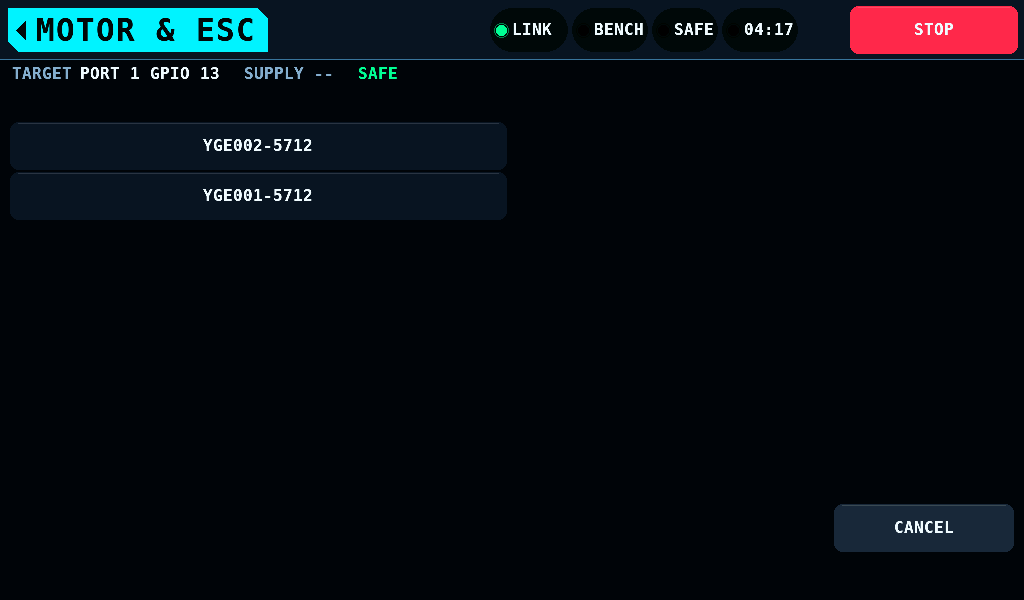 MOTOR & ESC
LINK
BENCH
SAFE
04:17
STOP
TARGET PORT 1 GPIO 13 SUPPLY -- SAFE
YGE002-5712
YGE001-5712
CANCEL